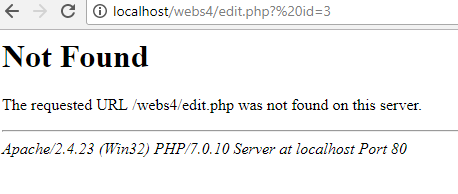 localhost/webs4/edit.php?%20id=3
Not Found
The requested URL /webs4/edit.php was not found on this server.
Apache/2.4.23 (Win32) PHP/7.0.10 Server at localhost Port 80